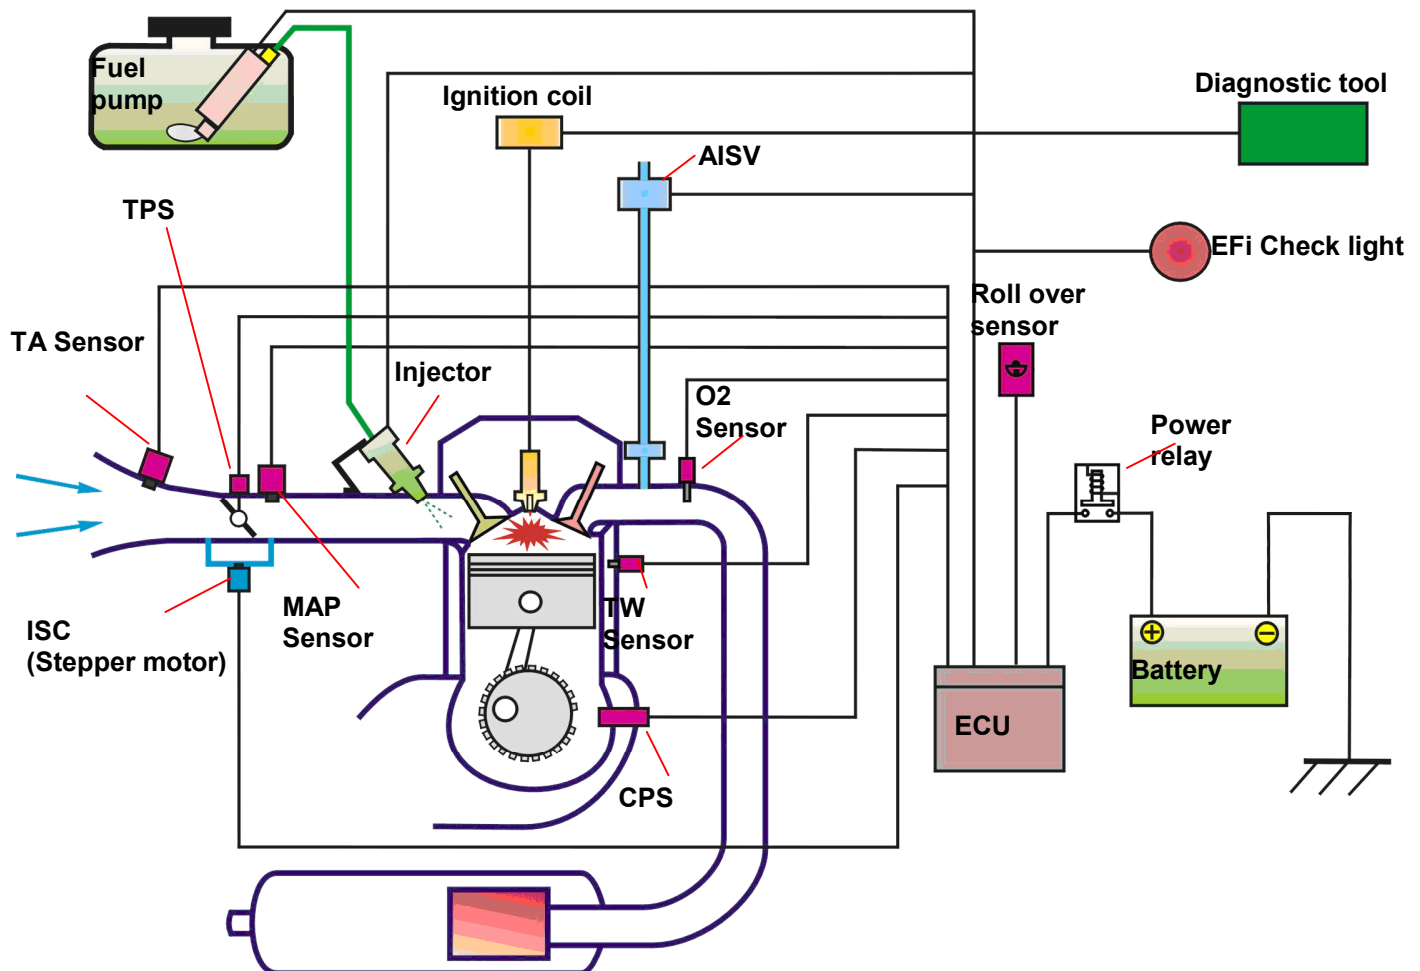 Fuel
pump
Ignition coil
Diagnostic tool
AISV
TPS
EFi Check light
Roll over
sensor
TA Sensor
Injector
O2
Sensor
Power
relay
MAP
Sensor
TW
Sensor
ISC
(Stepper motor)
+
−
Battery
ECU
CPS